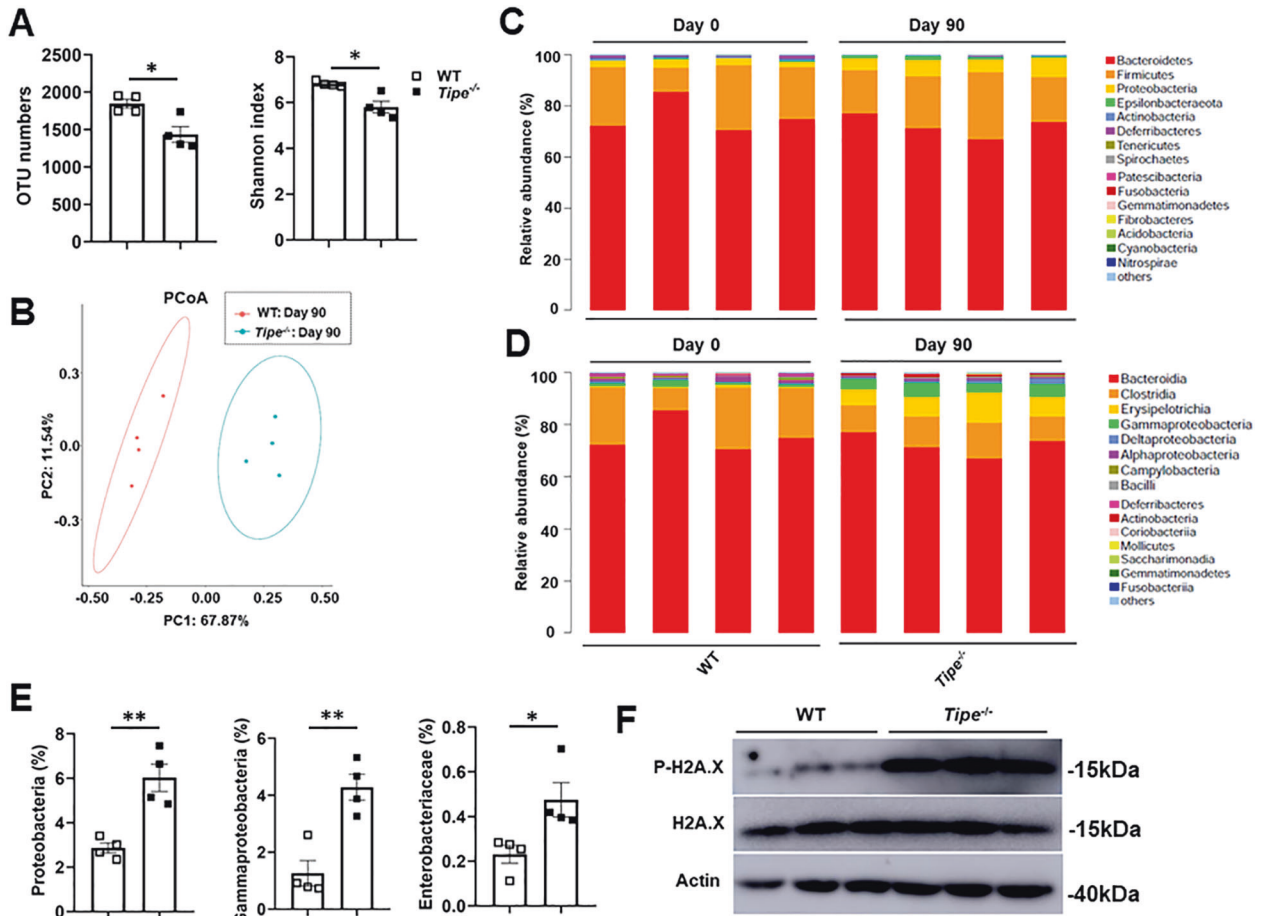 A
OTU numbers
2500
2000
1500
1000
500
0
*
Shannon index
8
6
4
2
0
*
WT
Tipe-/-
B
PCoA
WT: Day 90
Tipe-/-: Day 90
PC2: 11.54%
0.3
0.0
-0.3
-0.50
-0.25
0.00
0.25
0.50
PC1: 67.87%
C
Day 0
Day 90
Relative abundance (%)
100
80
60
40
20
0
Bacteroidetes
Firmicutes
Proteobacteria
Epsilonbacteraeota
Actinobacteria
Deferribacteres
Tenericutes
Spirochaetes
Patescibacteria
Fusobacteria
Gemmatimonadetes
Fibrobacteres
Acidobacteria
Cyanobacteria
Nitrospirae
others
D
Day 0
Day 90
Relative abundance (%)
100
80
60
40
20
0
WT
Tipe-/-
Bacteroidia
Clostridia
Erysipelotrichia
Gammaproteobacteria
Deltaproteobacteria
Alphaproteobacteria
Campylobacteria
Bacilli
Deferribacteres
Actinobacteria
Coriobacteriia
Mollicutes
Saccharimonadia
Gemmatimonadetes
Fusobacteriia
others
E
Proteobacteria (%)
8
6
4
2
0
**
Gammaproteobacteria (%)
6
4
2
0
**
Enterobacteriaceae (%)
0.8
0.6
0.4
0.2
0
*
F
WT
Tipe-/-
P-H2A.X
-15kDa
H2A.X
-15kDa
Actin
-40kDa